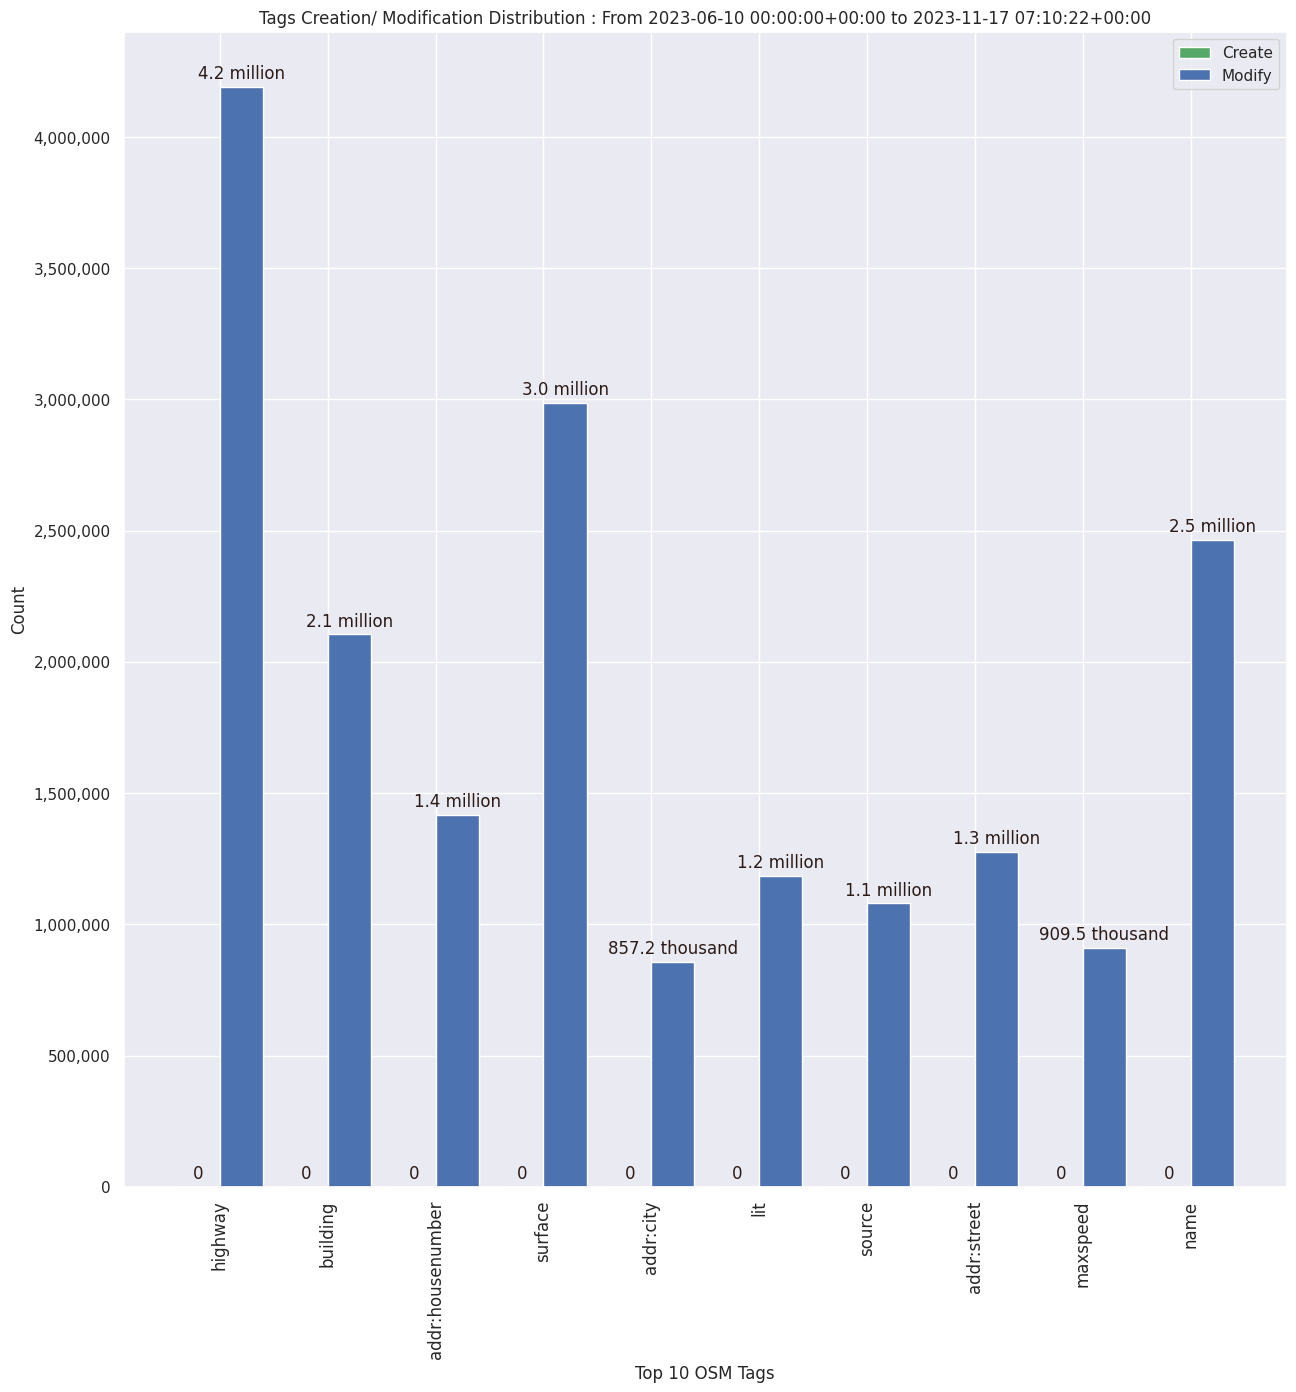 Tags Creation/ Modification Distribution : From 2023-06-10 00:00:00+00:00 to 2023-11-17 07:10:22+00:00
Create
Modify
4.2 million
2.1 million
1.4 million
3.0 million
857.2 thousand
1.2 million
1.1 million
1.3 million
909.5 thousand
2.5 million
0
0
0
0
0
0
0
0
0
0
4,000,000
3,500,000
3,000,000
2,500,000
2,000,000
1,500,000
1,000,000
500,000
0
Count
highway
building
addr:housenumber
surface
addr:city
lit
source
addr:street
maxspeed
name
Top 10 OSM Tags